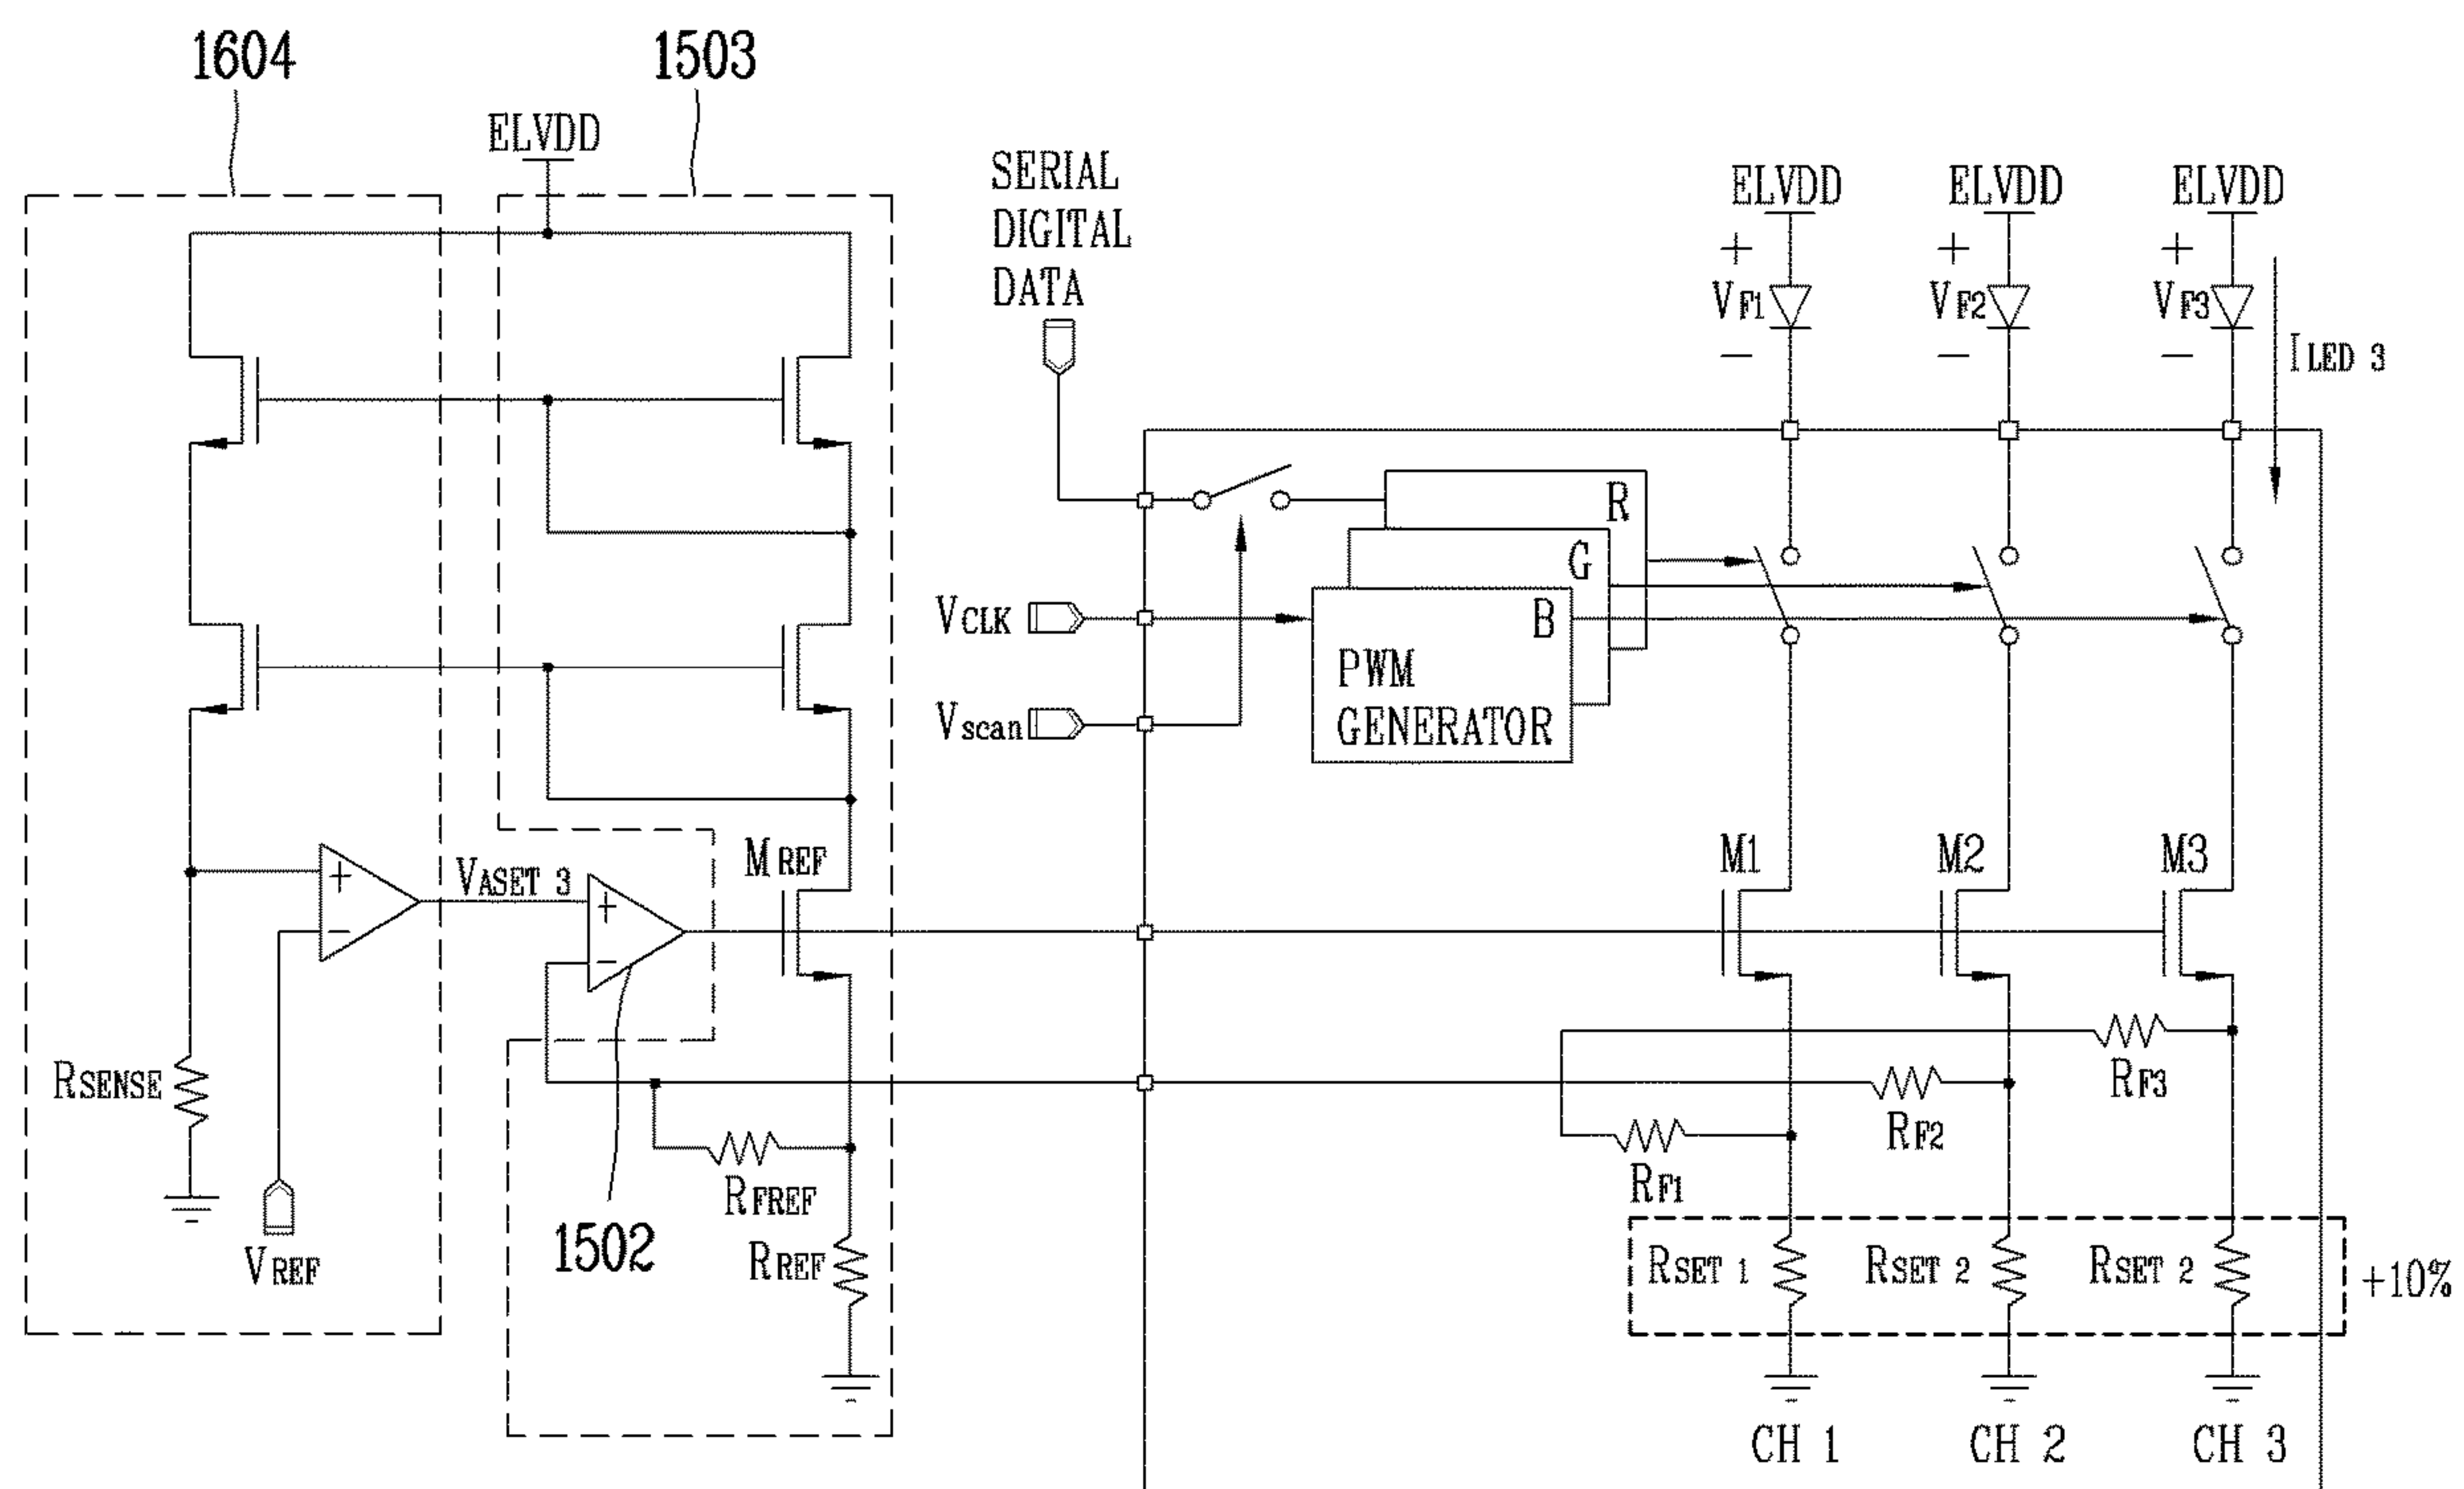 1604
1503
ELVDD
SERIAL
DIGITAL
DATA
ELVDD
ELVDD
ELVDD
+
+
+
VF1
VF2
VF3
−
−
−
ILED 3
R
G
B
VCLK
PWM
GENERATOR
Vscan
MREF
M1
M2
M3
+
VASET 3
+
−
−
RSENSE
RF3
RF2
RFREF
RF1
1502
VREF
RREF
RSET 1
RSET 2
RSET 2
+10%
CH 1
CH 2
CH 3